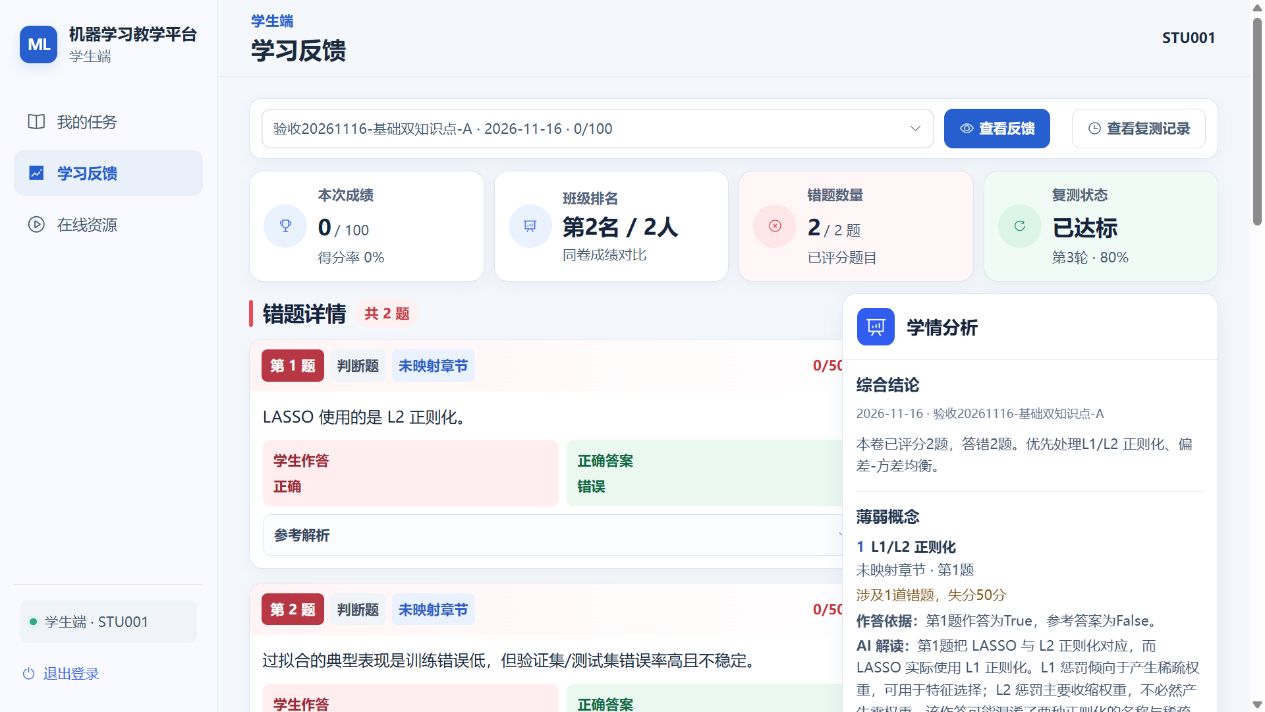 ML
机器学习教学平台
学生端
我的任务
学习反馈
在线资源
学生端 · STU001
退出登录
学生端
学习反馈
STU001
验收20261116-基础双知识点-A · 2026-11-16 · 0/100
查看反馈
查看复测记录
本次成绩
0 / 100
得分率 0%
班级排名
第2名 / 2人
同卷成绩对比
错题数量
2 / 2 题
已评分题目
复测状态
已达标
第3轮 · 80%
错题详情
共 2 题
第 1 题
判断题
未映射章节
0/50
LASSO 使用的是 L2 正则化。
学生作答
正确
正确答案
错误
参考解析
第 2 题
判断题
未映射章节
0/50
过拟合的典型表现是训练错误低，但验证集/测试集错误率高且不稳定。
学生作答
正确答案
学情分析
综合结论
2026-11-16 · 验收20261116-基础双知识点-A
本卷已评分2题，答错2题。优先处理L1/L2 正则化、偏
差-方差均衡。
薄弱概念
1 L1/L2 正则化
未映射章节 · 第1题
涉及1道错题，失分50分
作答依据：第1题作答为True，参考答案为False。
AI 解读：第1题把 LASSO 与 L2 正则化对应，而
LASSO 实际使用 L1 正则化。L1 惩罚倾向于产生稀疏权
重，可用于特征选择；L2 惩罚主要收缩权重，不必然产